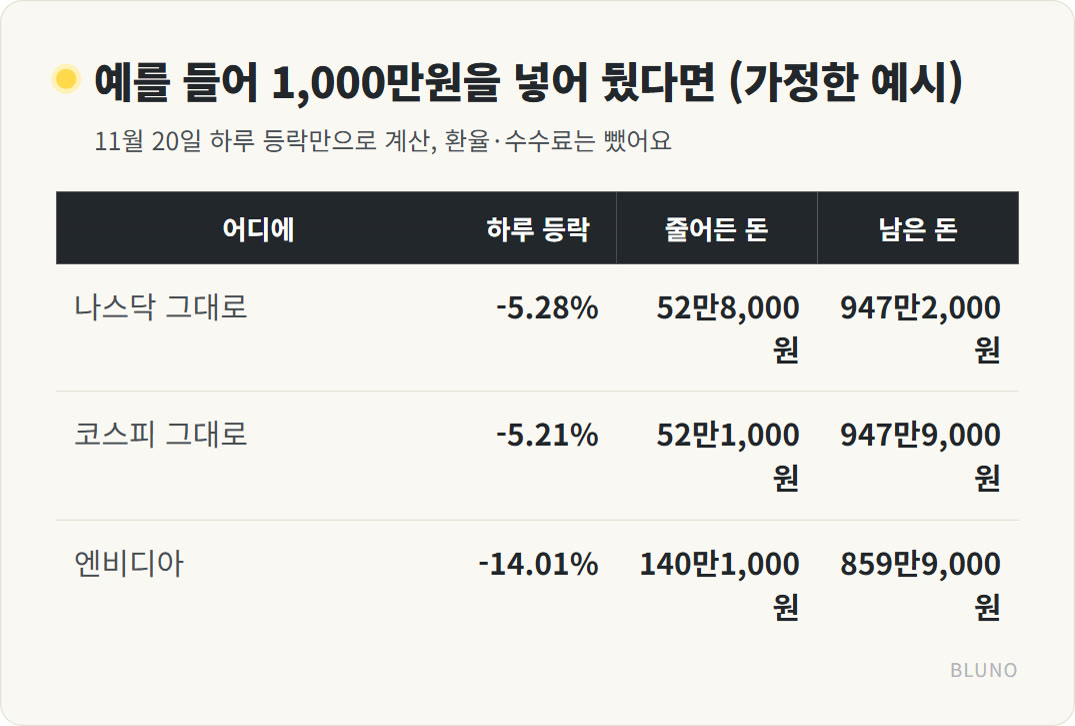 예를 들어 1,000만원을 넣어 뒀다면 (가정한 예시)
11월 20일 하루 등락만으로 계산, 환율·수수료는 뺐어요
어디에 하루 등락 줄어든 돈 남은 돈
나스닥 그대로 -5.28% 52만8,000 947만2,000
원 원
코스피 그대로 -5.21% 52만1,000 947만9,000
원 원
엔비디아 -14.01% 140만1,000 859만9,000
원 원
BLUNO